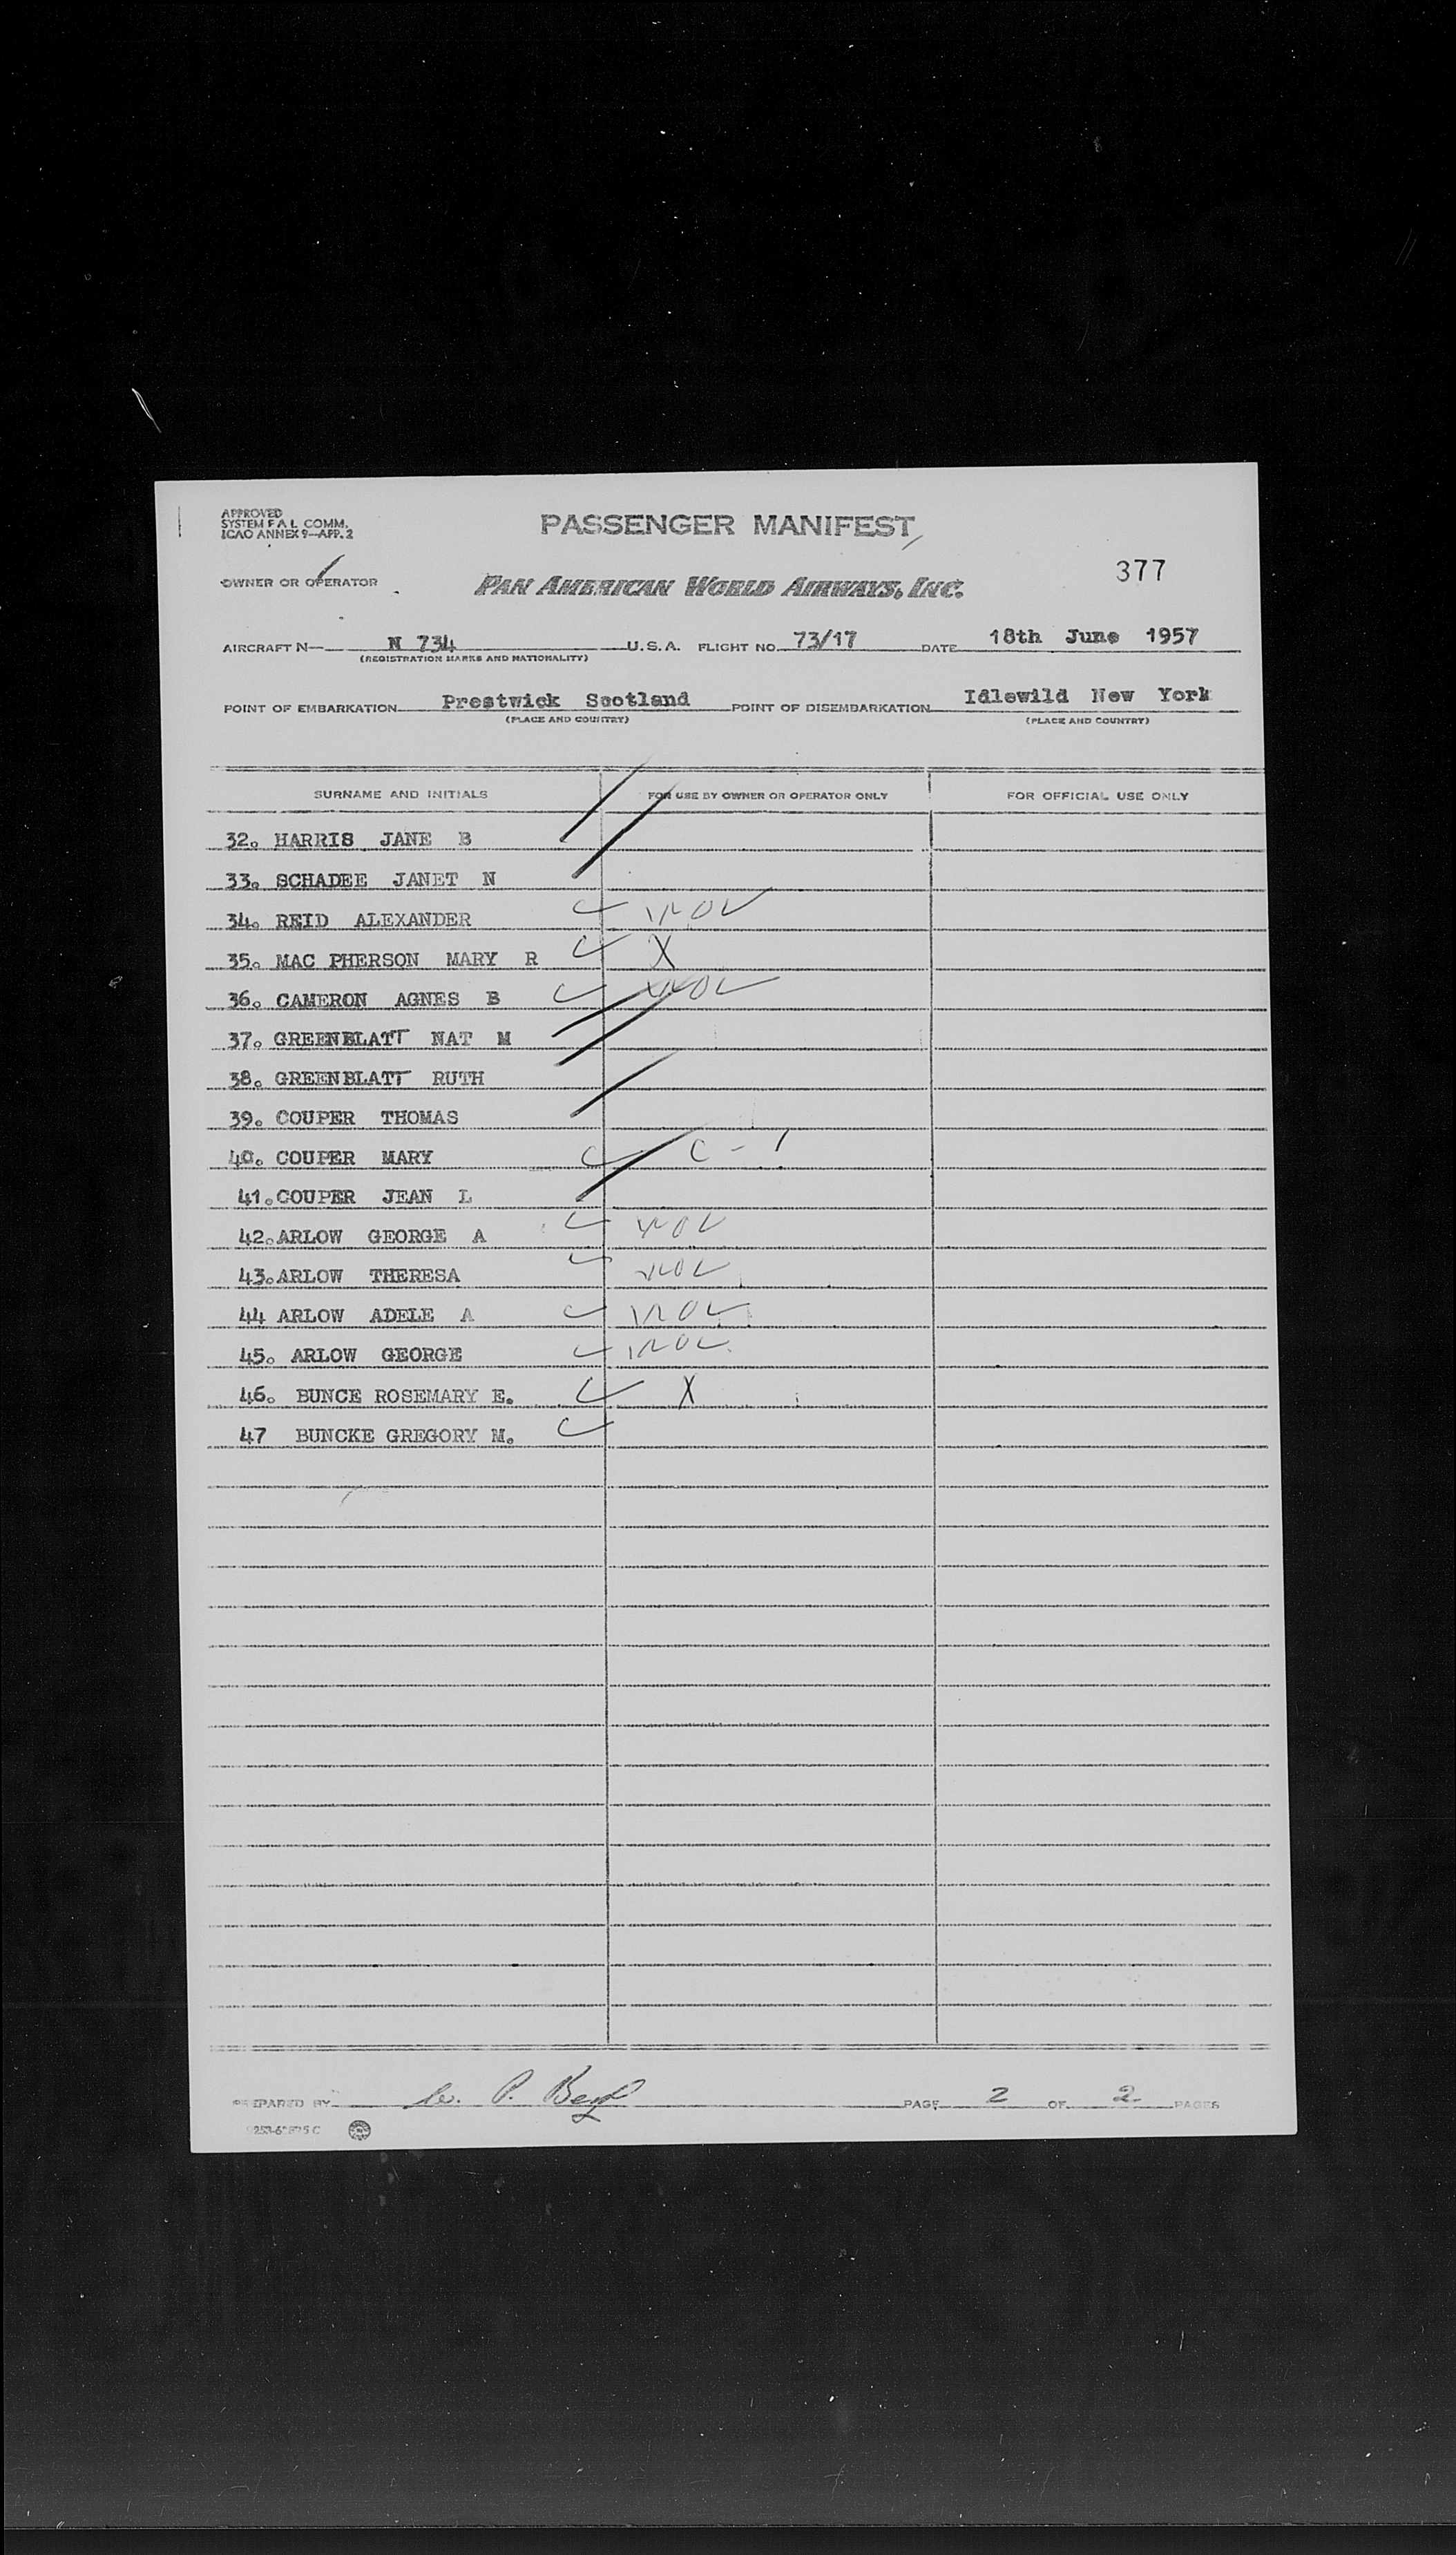 APPROVED
SYSTEM F A L COMM.
ICAO ANNEX 9—APP. 2
PASSENGER MANIFEST
377
OWNER OR OPERATOR PAN AMERICAN WORLD AIRWAYS, INC.
AIRCRAFT N— N 734 U.S.A. FLIGHT NO. 73/17 DATE 18th June 1957
(REGISTRATION MARKS AND NATIONALITY)
POINT OF EMBARKATION Prestwick Scotland POINT OF DISEMBARKATION Idlewild New York
(PLACE AND COUNTRY) (PLACE AND COUNTRY)
SURNAME AND INITIALS FOR USE BY OWNER OR OPERATOR ONLY FOR OFFICIAL USE ONLY
32. HARRIS JANE B
33. SCHADEE JANET N
34. REID ALEXANDER
35. MAC PHERSON MARY R X
36. CAMERON AGNES B
37. GREENBLATT NAT M
38. GREENBLATT RUTH
39. COUPER THOMAS
40. COUPER MARY C - 1
41. COUPER JEAN L
42. ARLOW GEORGE A
43. ARLOW THERESA
44 ARLOW ADELE A
45. ARLOW GEORGE
46. BUNCE ROSEMARY E. X
47 BUNCKE GREGORY M.
PREPARED BY PAGE 2 OF 2 PAGES